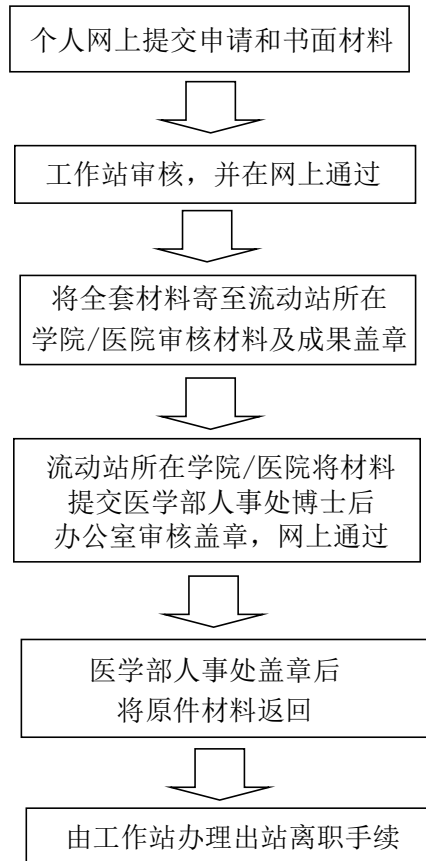 个人网上提交申请和书面材料
工作站审核，并在网上通过
将全套材料寄至流动站所在
学院/医院审核材料及成果盖章
流动站所在学院/医院将材料
提交医学部人事处博士后
办公室审核盖章，网上通过
医学部人事处盖章后
将原件材料返回
由工作站办理出站离职手续